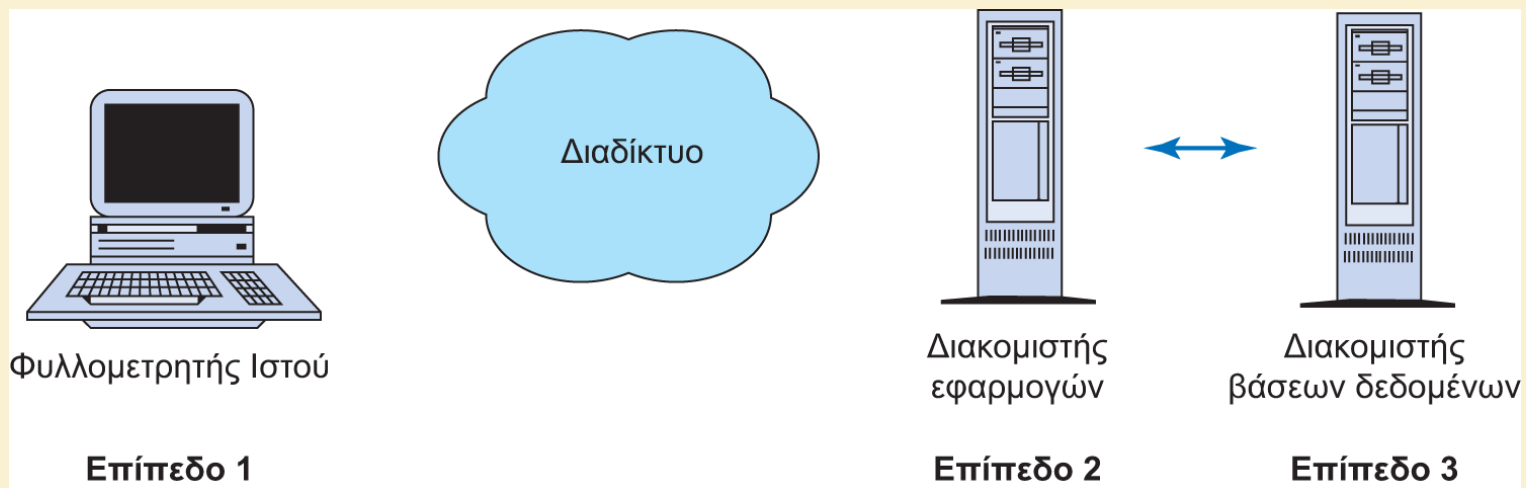 Διαδίκτυο
Φυλλομετρητής Ιστού
Διακομιστής
εφαρμογών
Διακομιστής
βάσεων δεδομένων
Επίπεδο 1
Επίπεδο 2
Επίπεδο 3